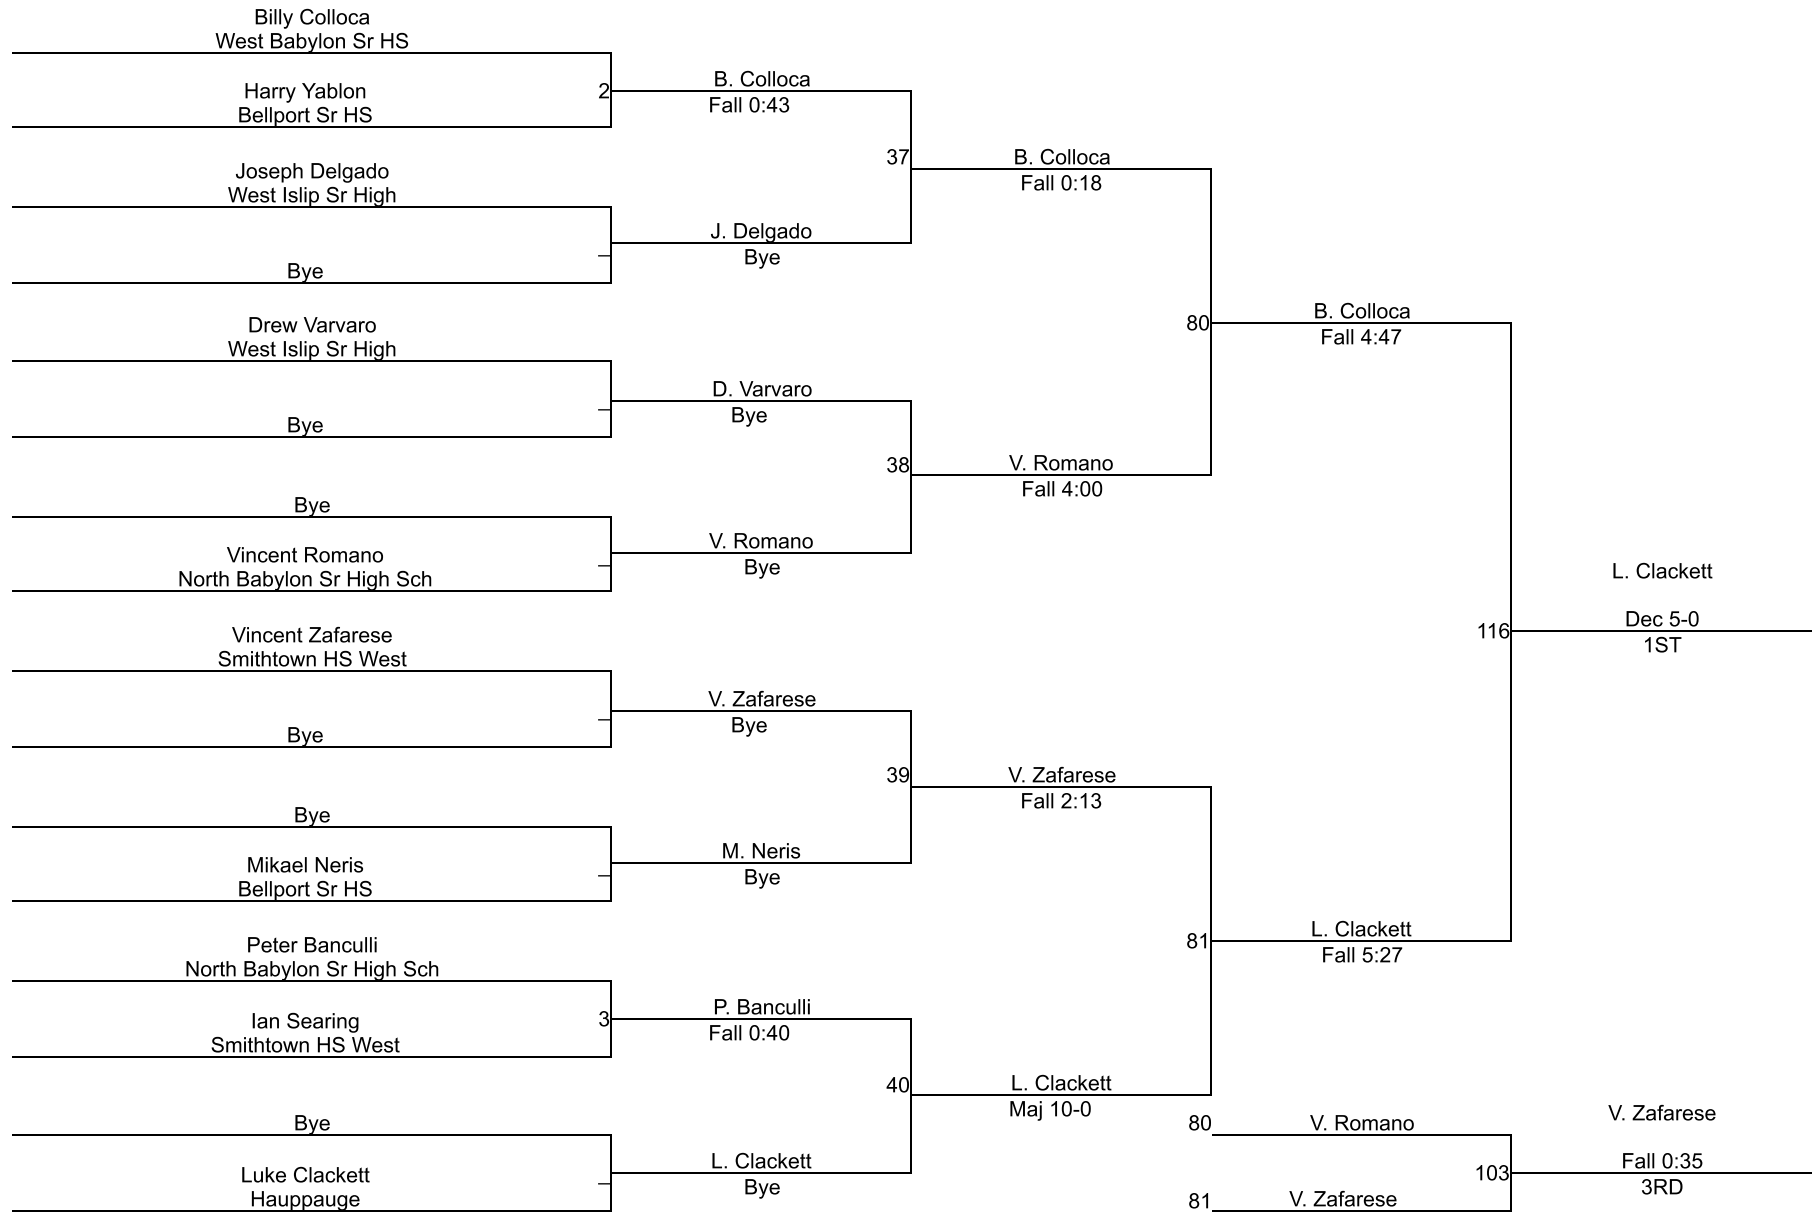 Billy Colloca
West Babylon Sr HS
Harry Yablon
Bellport Sr HS
2
B. Colloca
Fall 0:43
Joseph Delgado
West Islip Sr High
Bye
J. Delgado
Bye
37
B. Colloca
Fall 0:18
Drew Varvaro
West Islip Sr High
Bye
D. Varvaro
Bye
Bye
Vincent Romano
North Babylon Sr High Sch
V. Romano
Bye
38
V. Romano
Fall 4:00
80
B. Colloca
Fall 4:47
Vincent Zafarese
Smithtown HS West
Bye
V. Zafarese
Bye
Bye
Mikael Neris
Bellport Sr HS
M. Neris
Bye
39
V. Zafarese
Fall 2:13
Peter Banculli
North Babylon Sr High Sch
Ian Searing
Smithtown HS West
3
P. Banculli
Fall 0:40
Bye
Luke Clackett
Hauppauge
L. Clackett
Bye
40
L. Clackett
Maj 10-0
81
L. Clackett
Fall 5:27
116
L. Clackett
Dec 5-0
1ST
80
V. Romano
81
V. Zafarese
103
V. Zafarese
Fall 0:35
3RD